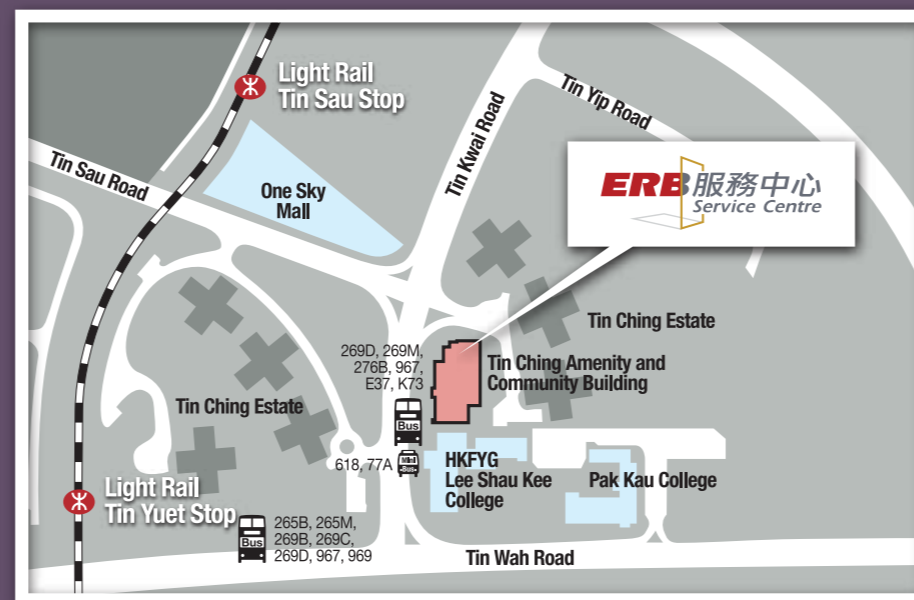 Light Rail
Tin Sau Stop
Tin Yip Road
Tin Kwai Road
Tin Sau Road
One Sky
Mall
ERB服務中心
Service Centre
Tin Ching Estate
269D, 269M,
276B, 967,
E37, K73
Tin Ching Amenity and
Community Building
Tin Ching Estate
Bus
618, 77A
Mini
Bus
HKFYG
Lee Shau Kee
College
Pak Kau College
Light Rail
Tin Yuet Stop
Bus
265B, 265M,
269B, 269C,
269D, 967, 969
Tin Wah Road